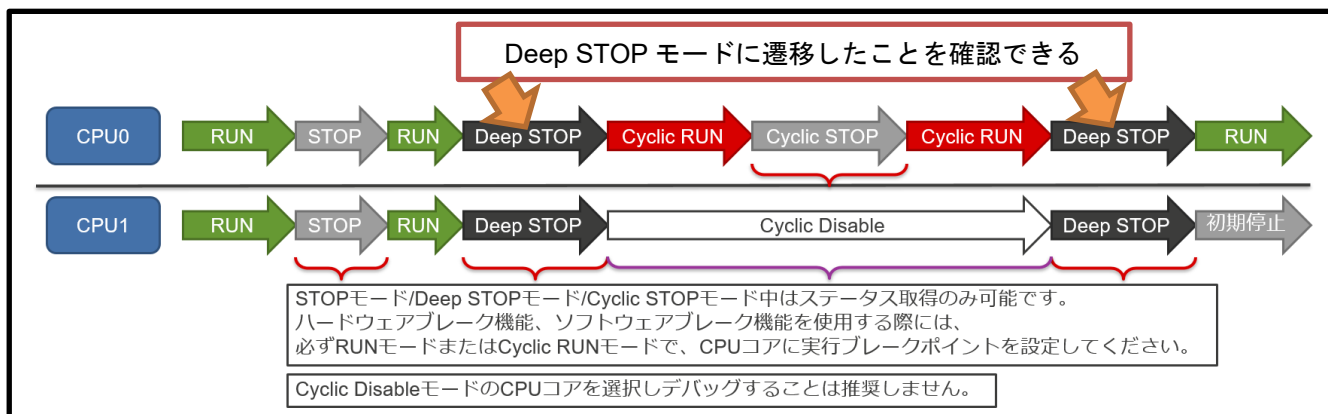 Deep STOP モードに遷移したことを確認できる
CPU0
RUN
STOP
RUN
Deep STOP
Cyclic RUN
Cyclic STOP
Cyclic RUN
Deep STOP
RUN
CPU1
RUN
STOP
RUN
Deep STOP
Cyclic Disable
Deep STOP
初期停止
STOPモード/Deep STOPモード/Cyclic STOPモード中はステータス取得のみ可能です。
ハードウェアブレーク機能、ソフトウェアブレーク機能を使用する際には、
必ずRUNモードまたはCyclic RUNモードで、CPUコアに実行ブレークポイントを設定してください。
Cyclic DisableモードのCPUコアを選択しデバッグすることは推奨しません。